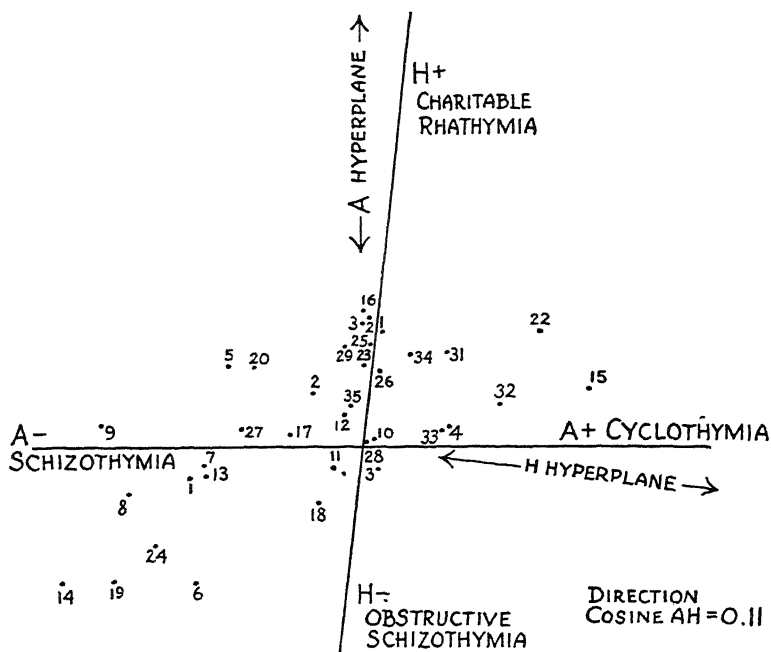 A HYPERPLANE
H+
CHARITABLE
RHATHYMIA
16
3 2 1
25
5 20 29 23 34 31 22
2 26 15
35 32
12
9 27 17 10 33 4
A− A+ CYCLOTHYMIA
SCHIZOTHYMIA
7 11 28
13 3
1
H HYPERPLANE
8 18
24
14 19 6
H−
OBSTRUCTIVE
SCHIZOTHYMIA
DIRECTION
COSINE AH=0.11